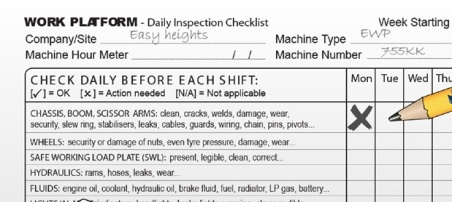 WORK PLATFORM - Daily Inspection Checklist Week Starting
Company/Site Easy heights Machine Type EWP
Machine Hour Meter / / Machine Number 755KK
CHECK DAILY BEFORE EACH SHIFT: Mon Tue Wed Thu
[✓] = OK [x] = Action needed [N/A] = Not applicable
CHASSIS, BOOM, SCISSOR ARMS: clean, cracks, welds, damage, wear, X
security, slew ring, stabilisers, leaks, cables, guards, wiring, chain, pins, pivots...
WHEELS: security or damage of nuts, even tyre pressure, damage, wear...
SAFE WORKING LOAD PLATE (SWL): present, legible, clean, correct...
HYDRAULICS: rams, hoses, leaks, wear...
FLUIDS: engine oil, coolant, hydraulic oil, brake fluid, fuel, radiator, LP gas, battery...